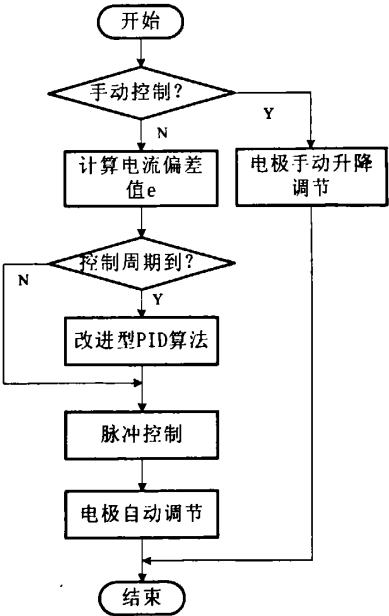 开始
手动控制?
Y
N
计算电流偏差
值e
电极手动升降
调节
控制周期到?
N
Y
改进型PID算法
脉冲控制
电极自动调节
结束